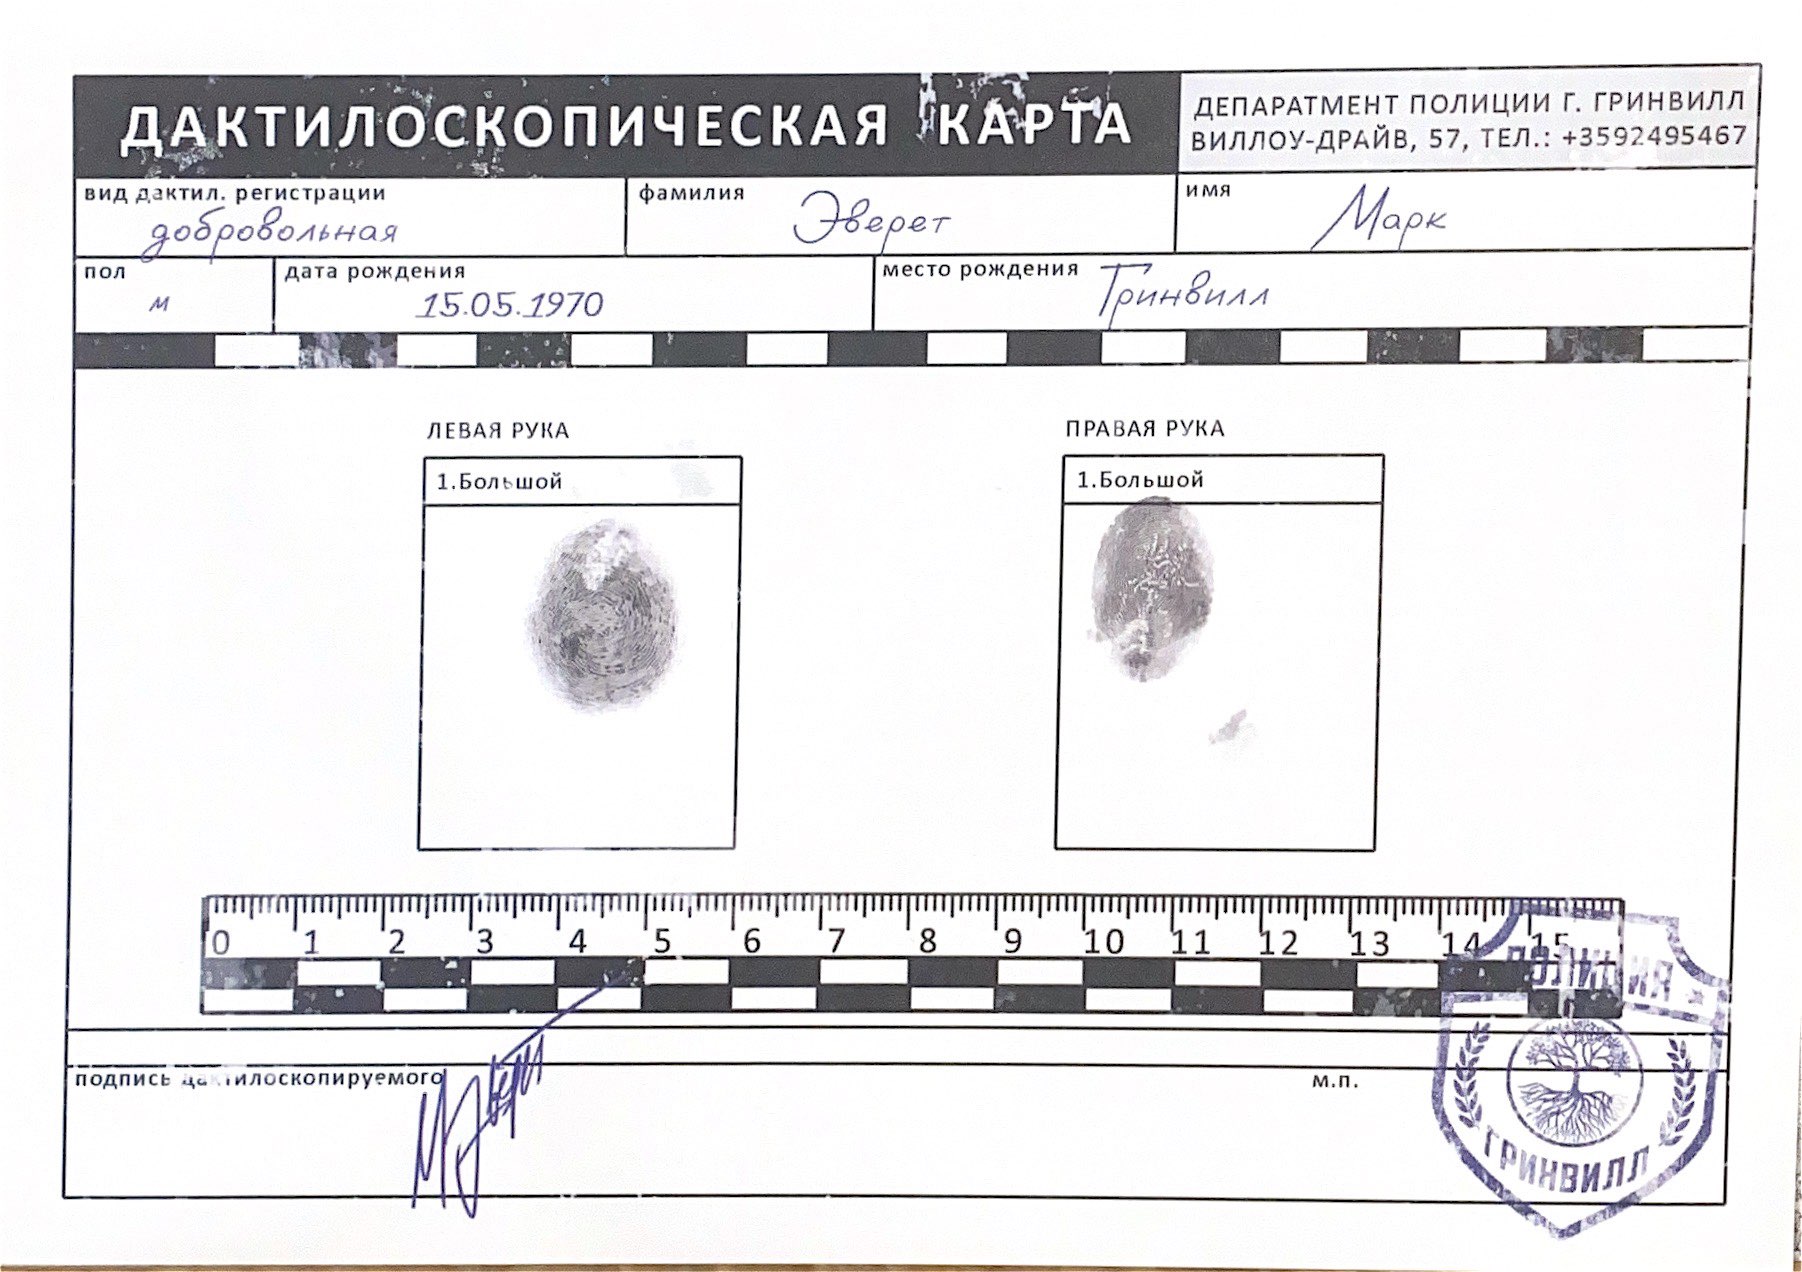 ДАКТИЛОСКОПИЧЕСКАЯ КАРТА
ДЕПАРАТМЕНТ ПОЛИЦИИ Г. ГРИНВИЛЛ
ВИЛЛОУ-ДРАЙВ, 57, ТЕЛ.: +3592495467
вид дактил. регистрации
добровольная
фамилия
Эверет
имя
Марк
пол
м
дата рождения
15.05.1970
место рождения
Гринвилл
ЛЕВАЯ РУКА
1.Большой
ПРАВАЯ РУКА
1.Большой
0 1 2 3 4 5 6 7 8 9 10 11 12 13 14 15
подпись дактилоскопируемого
м.п.
ПОЛИЦИЯ
ГРИНВИЛЛ